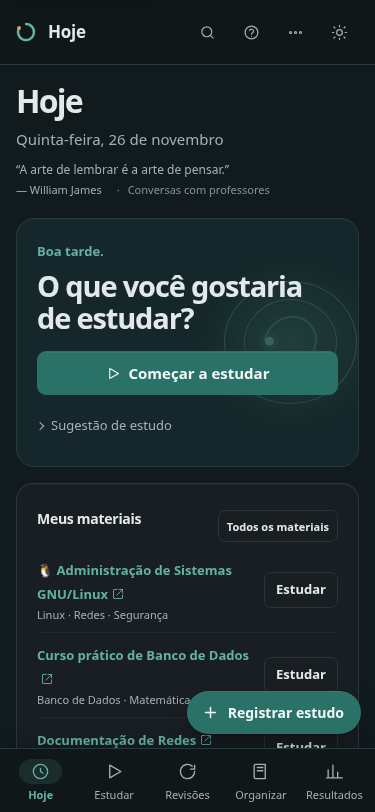 Hoje
Hoje
Quinta-feira, 26 de novembro
“A arte de lembrar é a arte de pensar.”
— William James · Conversas com professores
Boa tarde.
O que você gostaria
de estudar?
Começar a estudar
Sugestão de estudo
Meus materiais
Todos os materiais
Administração de Sistemas
GNU/Linux
Estudar
Linux · Redes · Segurança
Curso prático de Banco de Dados
Estudar
Banco de Dados · Matemática
Registrar estudo
Documentação de Redes
Estudar
Hoje
Estudar
Revisões
Organizar
Resultados